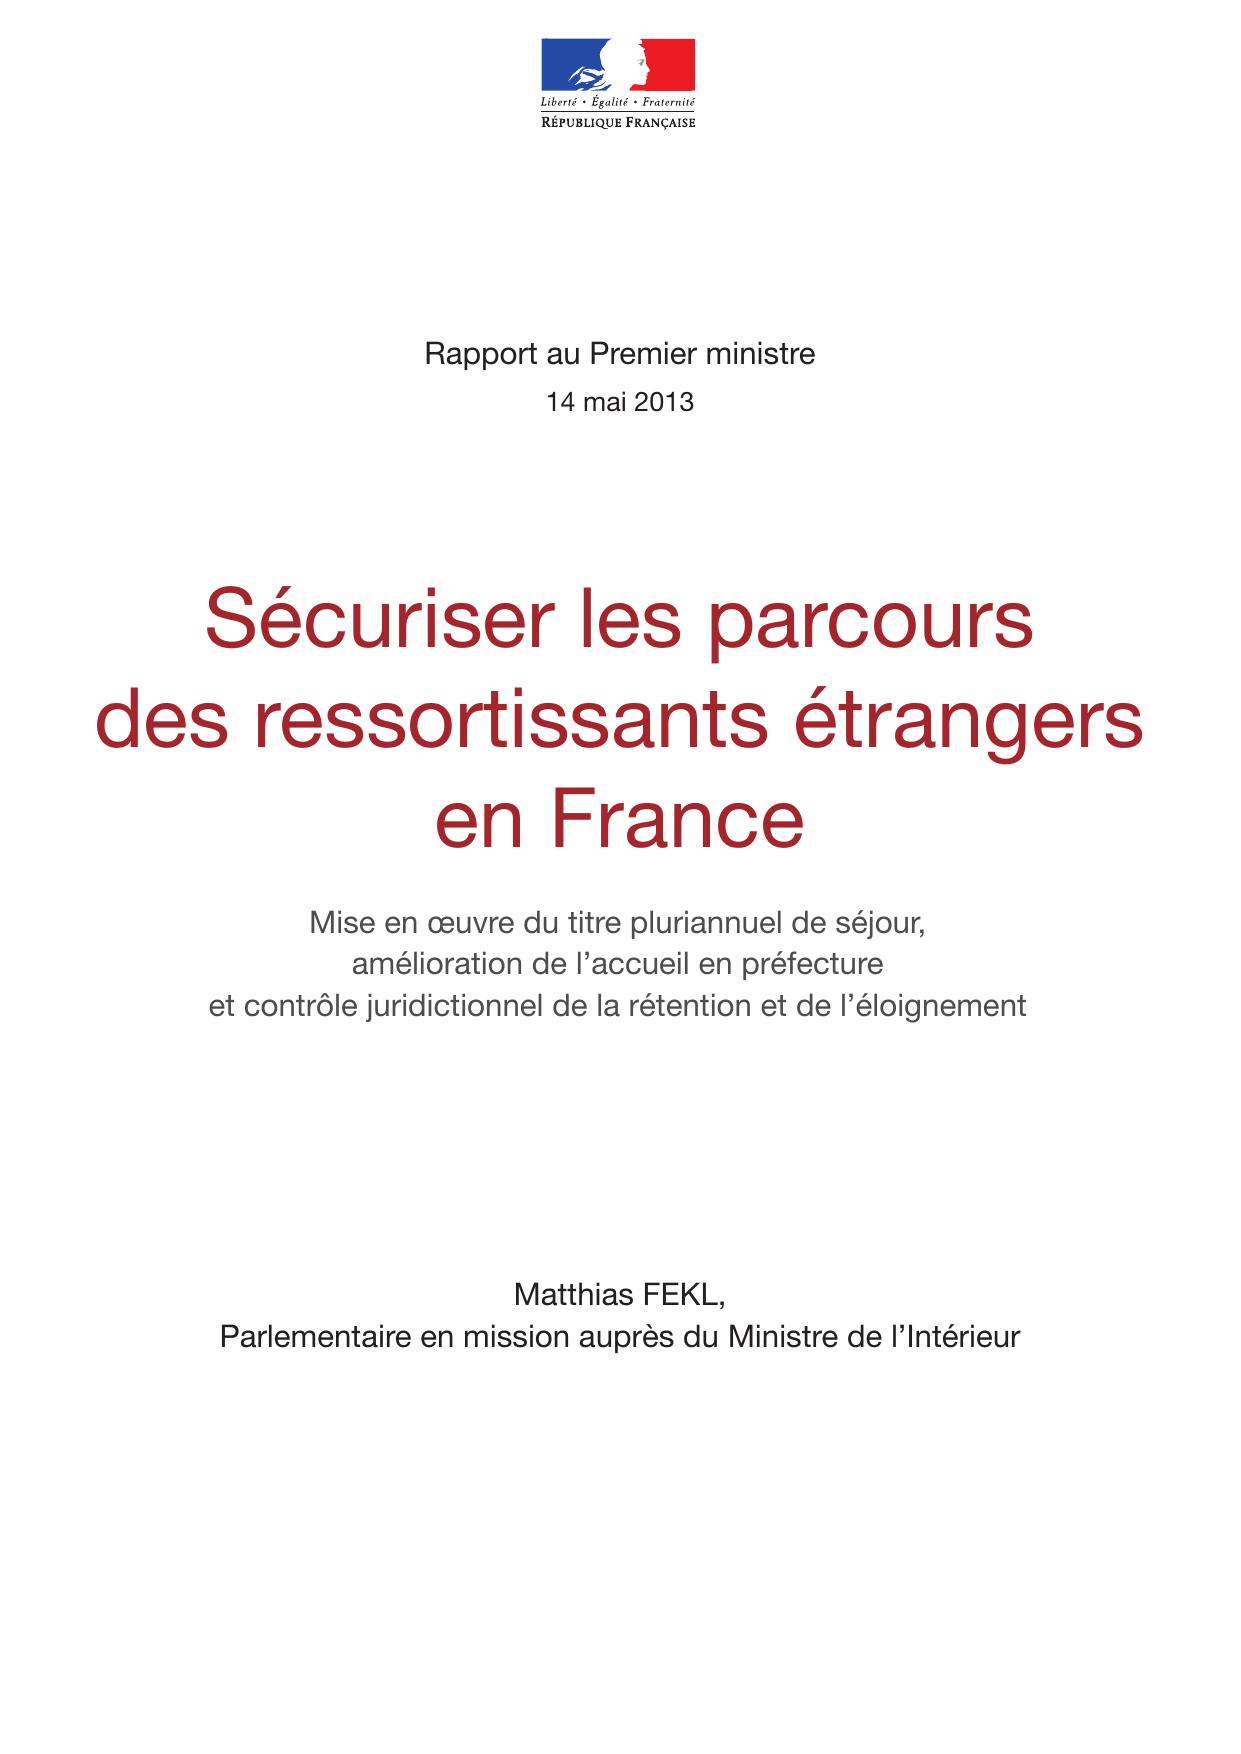 Liberté • Égalité • Fraternité
RÉPUBLIQUE FRANÇAISE
Rapport au Premier ministre
14 mai 2013
Sécuriser les parcours
des ressortissants étrangers
en France
Mise en œuvre du titre pluriannuel de séjour,
amélioration de l’accueil en préfecture
et contrôle juridictionnel de la rétention et de l’éloignement
Matthias FEKL,
Parlementaire en mission auprès du Ministre de l’Intérieur